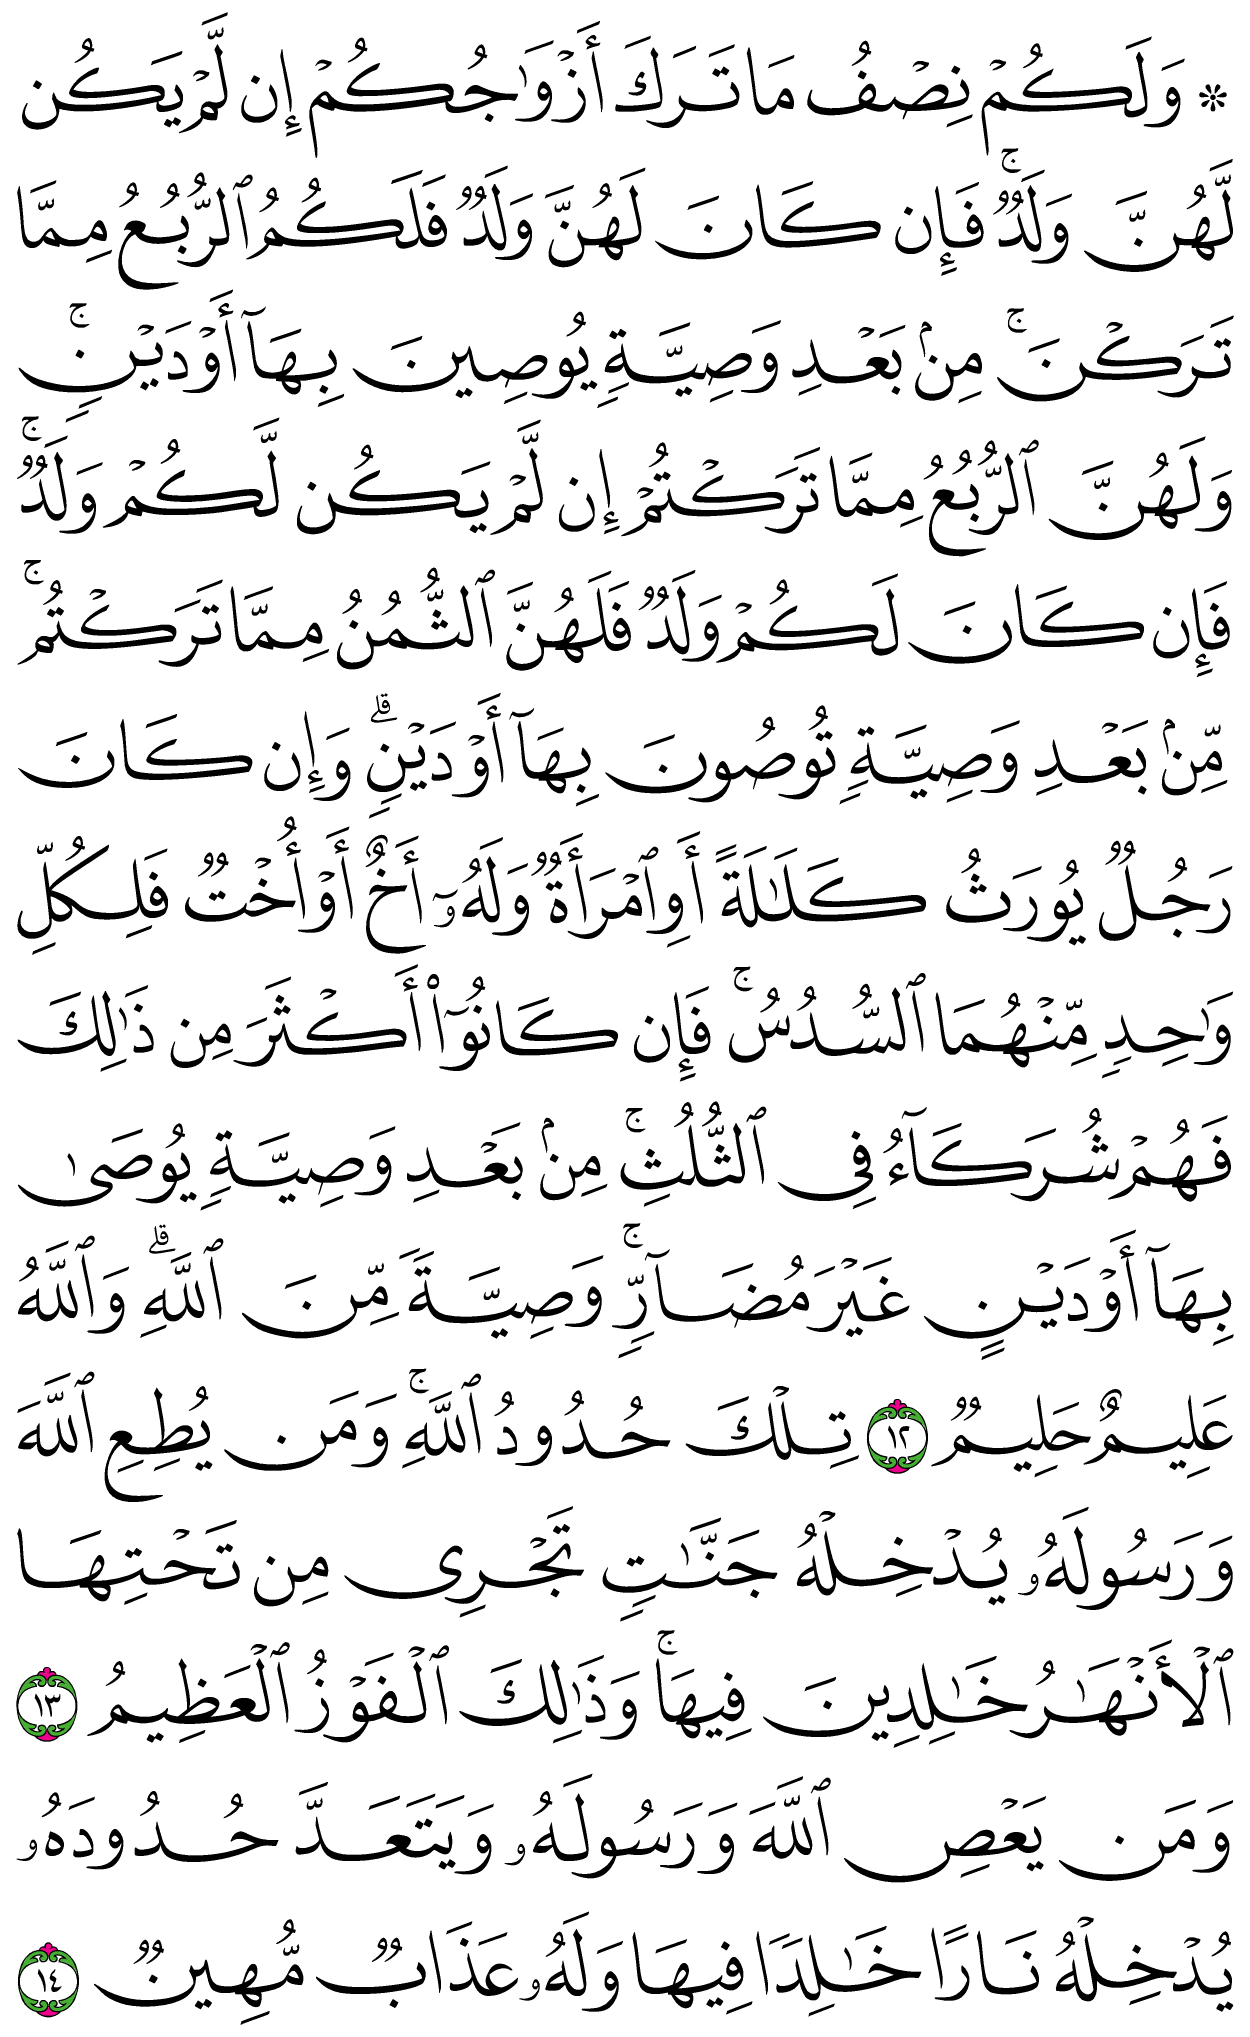 ۞ وَلَكُمۡ نِصۡفُ مَا تَرَكَ أَزۡوَٰجُكُمۡ إِن لَّمۡ يَكُن
لَّهُنَّ وَلَدٞۚ فَإِن كَانَ لَهُنَّ وَلَدٞ فَلَكُمُ ٱلرُّبُعُ مِمَّا
تَرَكۡنَۚ مِنۢ بَعۡدِ وَصِيَّةٖ يُوصِينَ بِهَآ أَوۡ دَيۡنٖۚ
وَلَهُنَّ ٱلرُّبُعُ مِمَّا تَرَكۡتُمۡ إِن لَّمۡ يَكُن لَّكُمۡ وَلَدٞۚ
فَإِن كَانَ لَكُمۡ وَلَدٞ فَلَهُنَّ ٱلثُّمُنُ مِمَّا تَرَكۡتُمۚ
مِّنۢ بَعۡدِ وَصِيَّةٖ تُوصُونَ بِهَآ أَوۡ دَيۡنٖۗ وَإِن كَانَ
رَجُلٞ يُورَثُ كَلَٰلَةً أَوِ ٱمۡرَأَةٞ وَلَهُۥٓ أَخٌ أَوۡ أُخۡتٞ فَلِكُلِّ
وَٰحِدٖ مِّنۡهُمَا ٱلسُّدُسُۚ فَإِن كَانُوٓاْ أَكۡثَرَ مِن ذَٰلِكَ
فَهُمۡ شُرَكَآءُ فِي ٱلثُّلُثِۚ مِنۢ بَعۡدِ وَصِيَّةٖ يُوصَىٰ
بِهَآ أَوۡ دَيۡنٍ غَيۡرَ مُضَآرّٖۚ وَصِيَّةٗ مِّنَ ٱللَّهِۗ وَٱللَّهُ
عَلِيمٌ حَلِيمٞ ١٢ تِلۡكَ حُدُودُ ٱللَّهِۚ وَمَن يُطِعِ ٱللَّهَ
وَرَسُولَهُۥ يُدۡخِلۡهُ جَنَّٰتٖ تَجۡرِي مِن تَحۡتِهَا
ٱلۡأَنۡهَٰرُ خَٰلِدِينَ فِيهَاۚ وَذَٰلِكَ ٱلۡفَوۡزُ ٱلۡعَظِيمُ ١٣
وَمَن يَعۡصِ ٱللَّهَ وَرَسُولَهُۥ وَيَتَعَدَّ حُدُودَهُۥ
يُدۡخِلۡهُ نَارًا خَٰلِدٗا فِيهَا وَلَهُۥ عَذَابٞ مُّهِينٞ ١٤